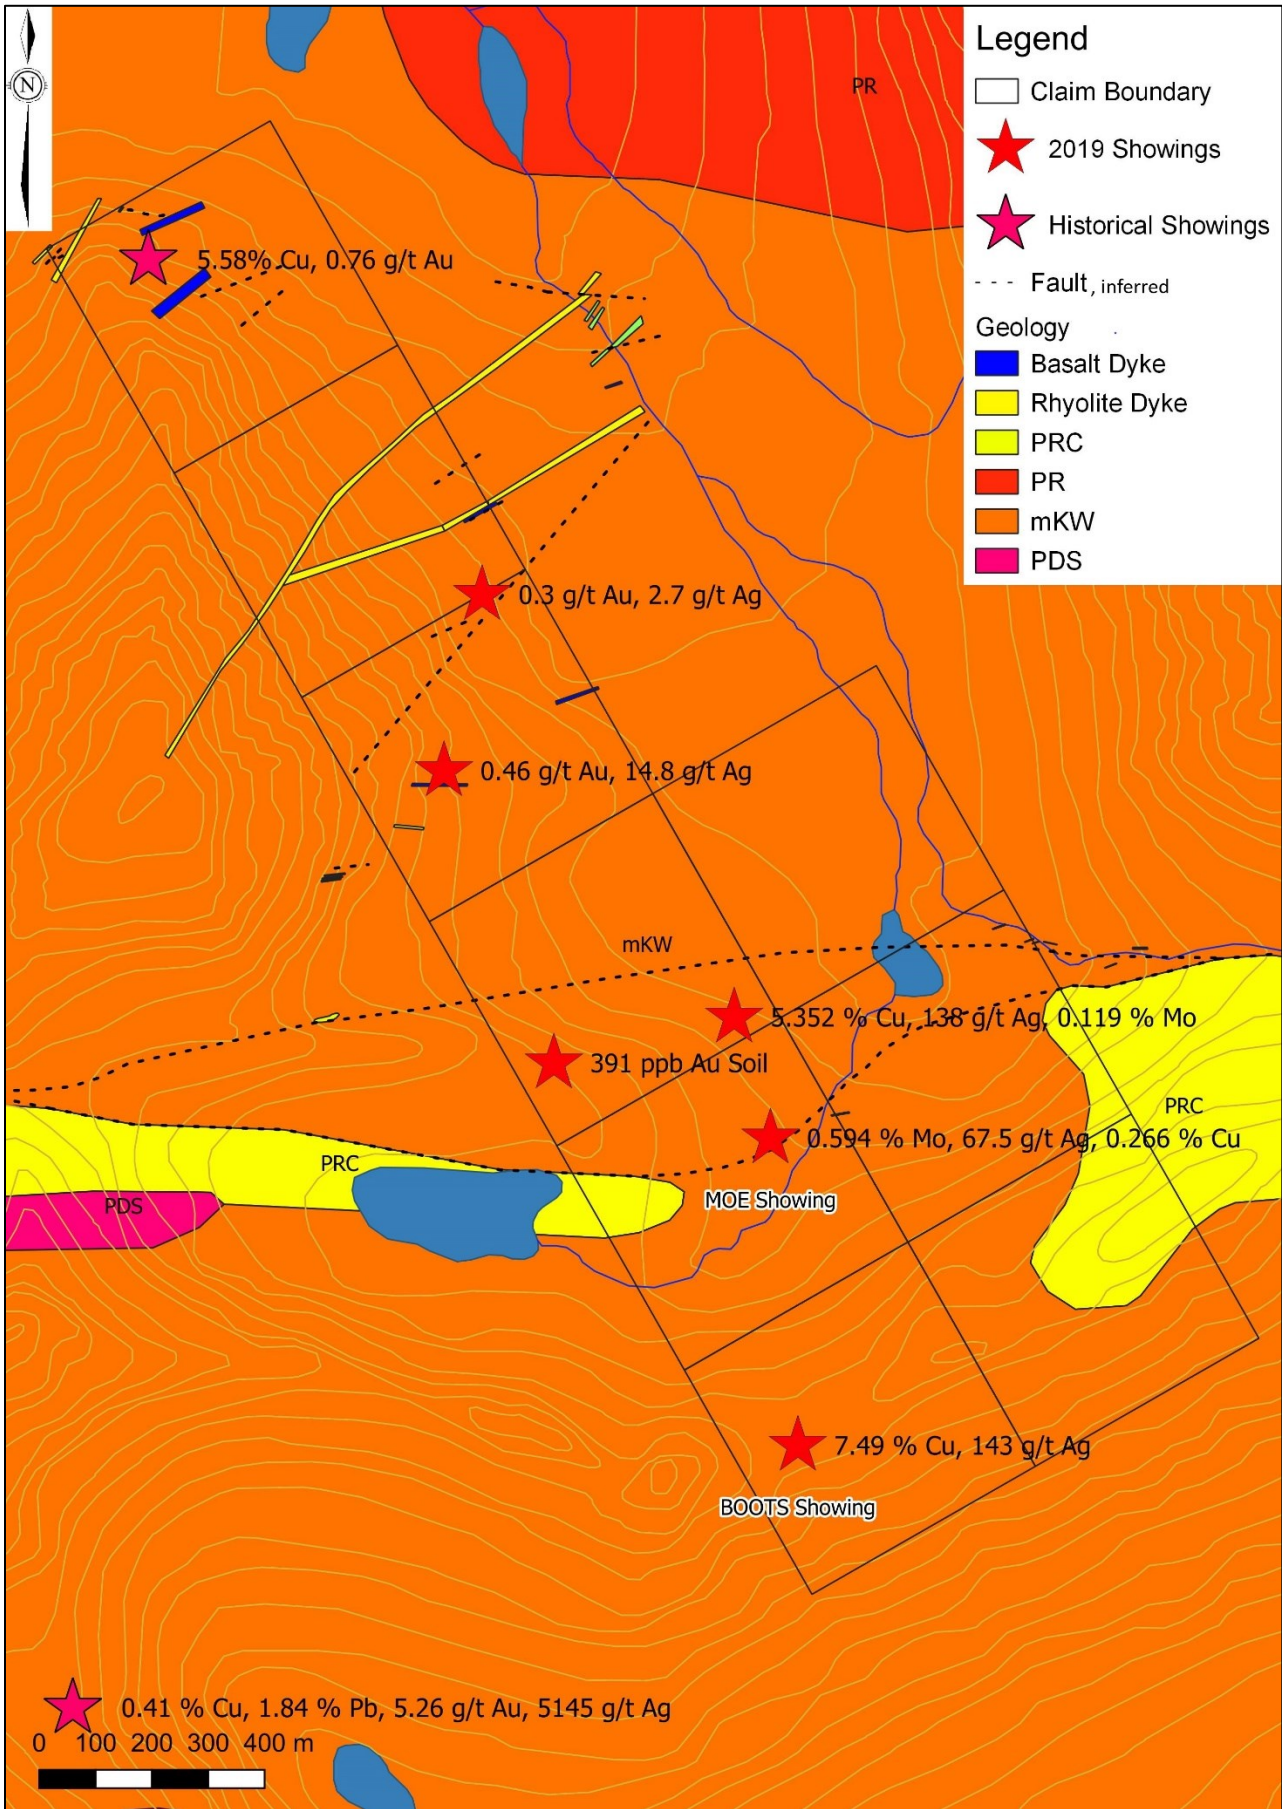 N
Legend
Claim Boundary
2019 Showings
Historical Showings
Fault, inferred
Geology
Basalt Dyke
Rhyolite Dyke
PRC
PR
mKW
PDS
PR
5.58% Cu, 0.76 g/t Au
0.3 g/t Au, 2.7 g/t Ag
0.46 g/t Au, 14.8 g/t Ag
mKW
5.352 % Cu, 138 g/t Ag, 0.119 % Mo
391 ppb Au Soil
PRC
0.594 % Mo, 67.5 g/t Ag, 0.266 % Cu
PRC
MOE Showing
PDS
7.49 % Cu, 143 g/t Ag
BOOTS Showing
0.41 % Cu, 1.84 % Pb, 5.26 g/t Au, 5145 g/t Ag
0 100 200 300 400 m